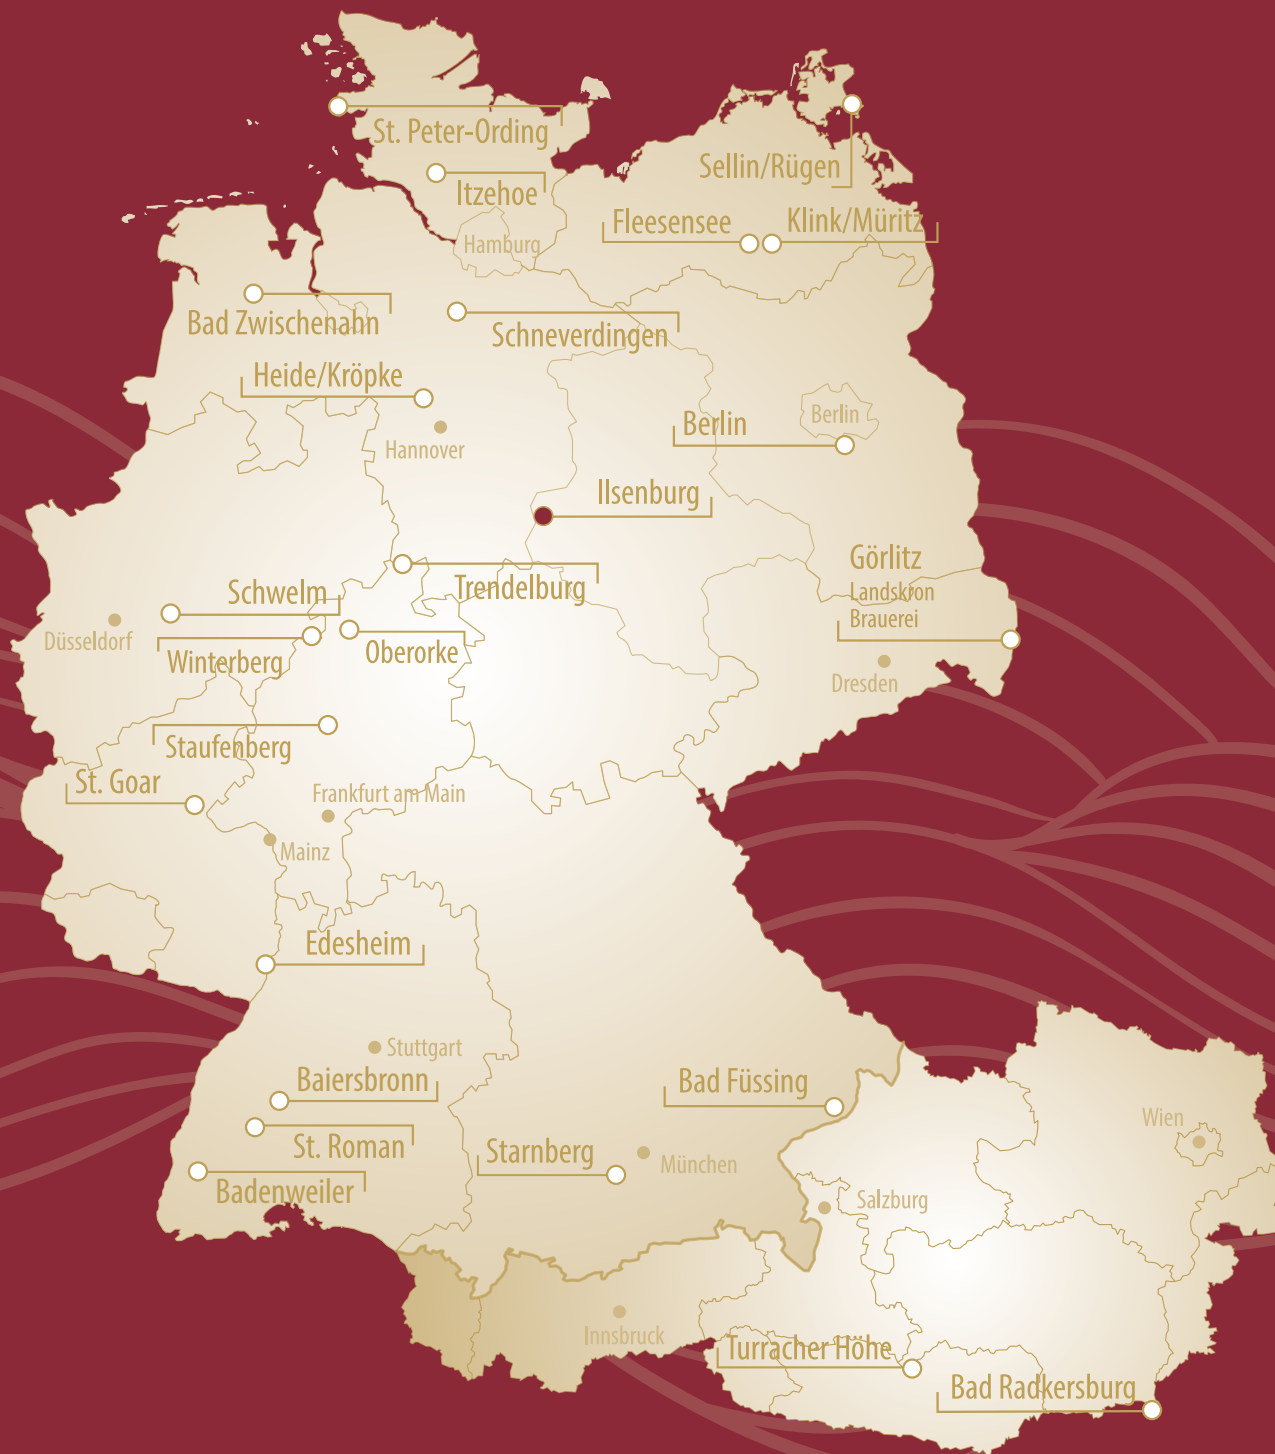 St. Peter-Ording
Sellin/Rügen
Itzehoe
Fleesensee
Klink/Müritz
Hamburg
Bad Zwischenahn
Schneverdingen
Heide/Kröpke
Berlin
Berlin
Hannover
Ilsenburg
Görlitz
Landskron
Brauerei
Trendelburg
Schwelm
Düsseldorf
Winterberg
Oberorke
Dresden
Staufenberg
St. Goar
Frankfurt am Main
Mainz
Edesheim
Stuttgart
Baiersbronn
Bad Füssing
Wien
St. Roman
Starnberg
München
Badenweiler
Salzburg
Innsbruck
Turracher Höhe
Bad Radkersburg